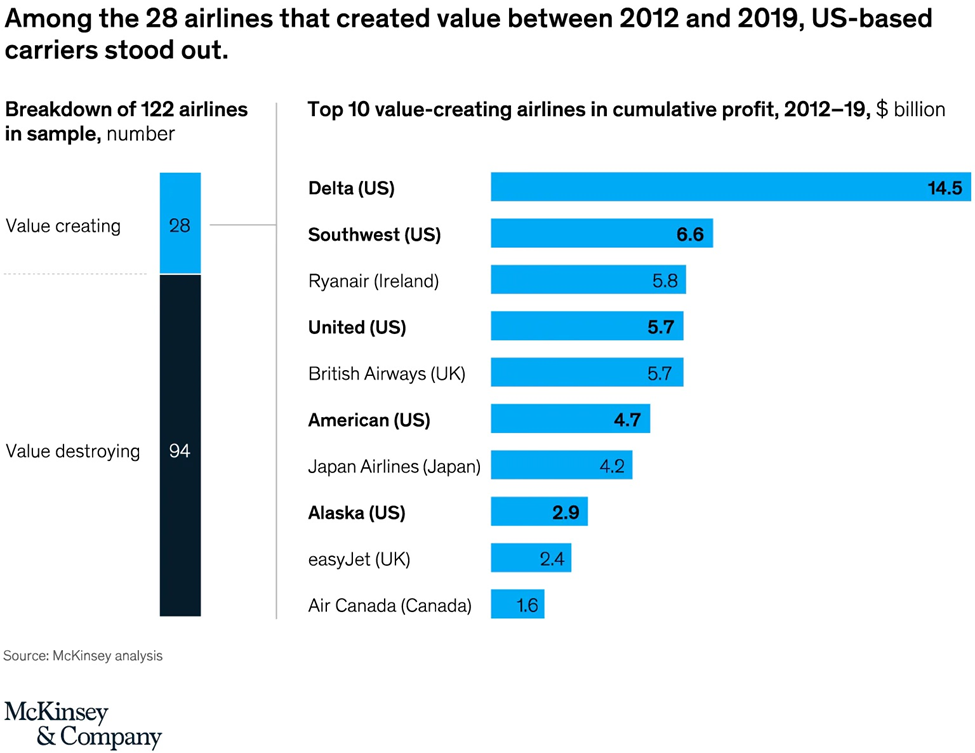 Among the 28 airlines that created value between 2012 and 2019, US-based
carriers stood out.
Breakdown of 122 airlines
in sample, number
Value creating
28
Value destroying
94
Top 10 value-creating airlines in cumulative profit, 2012–19, $ billion
Delta (US) 14.5
Southwest (US) 6.6
Ryanair (Ireland) 5.8
United (US) 5.7
British Airways (UK) 5.7
American (US) 4.7
Japan Airlines (Japan) 4.2
Alaska (US) 2.9
easyJet (UK) 2.4
Air Canada (Canada) 1.6
Source: McKinsey analysis
McKinsey
& Company